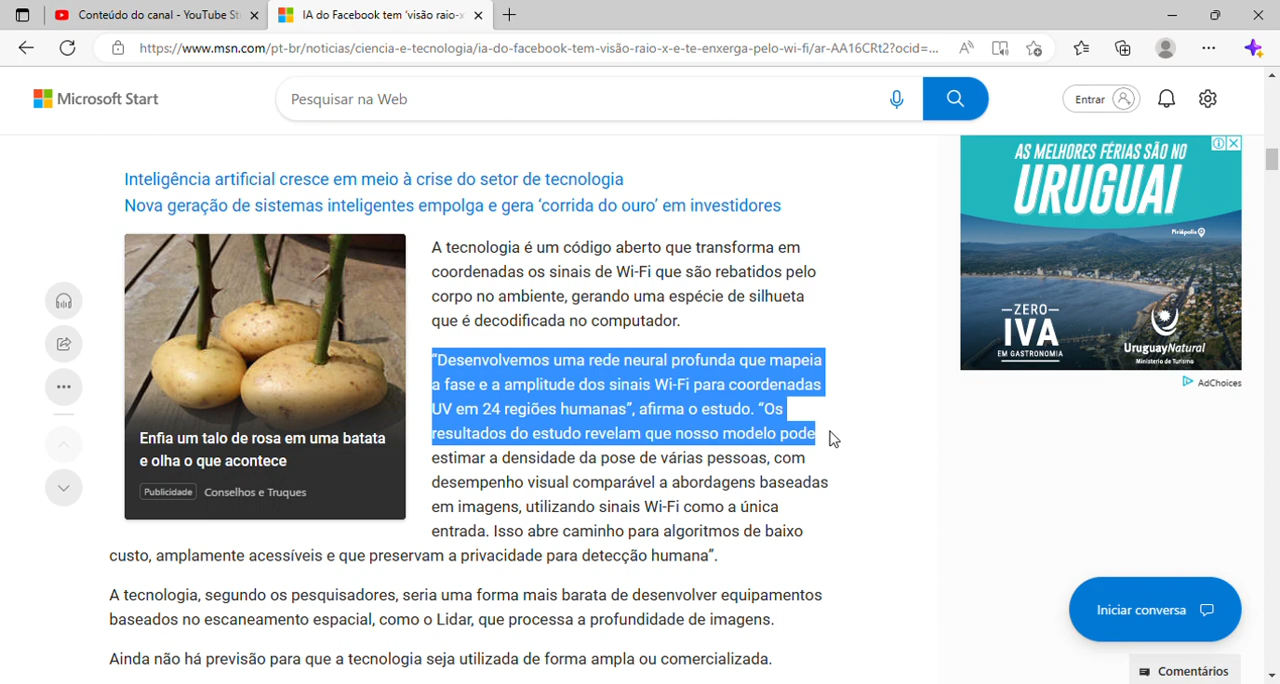 Conteúdo do canal - YouTube St
IA do Facebook tem ‘visão raio-x
https://www.msn.com/pt-br/noticias/ciencia-e-tecnologia/ia-do-facebook-tem-visão-raio-x-e-te-enxerga-pelo-wi-fi/ar-AA16CRt2?ocid=...
Microsoft Start
Pesquisar na Web
Entrar
Inteligência artificial cresce em meio à crise do setor de tecnologia
Nova geração de sistemas inteligentes empolga e gera ‘corrida do ouro’ em investidores
Enfia um talo de rosa em uma batata
e olha o que acontece
Publicidade Conselhos e Truques
A tecnologia é um código aberto que transforma em
coordenadas os sinais de Wi-Fi que são rebatidos pelo
corpo no ambiente, gerando uma espécie de silhueta
que é decodificada no computador.
“Desenvolvemos uma rede neural profunda que mapeia
a fase e a amplitude dos sinais Wi-Fi para coordenadas
UV em 24 regiões humanas”, afirma o estudo. “Os
resultados do estudo revelam que nosso modelo pode
estimar a densidade da pose de várias pessoas, com
desempenho visual comparável a abordagens baseadas
em imagens, utilizando sinais Wi-Fi como a única
entrada. Isso abre caminho para algoritmos de baixo
custo, amplamente acessíveis e que preservam a privacidade para detecção humana”.
A tecnologia, segundo os pesquisadores, seria uma forma mais barata de desenvolver equipamentos
baseados no escaneamento espacial, como o Lidar, que processa a profundidade de imagens.
Ainda não há previsão para que a tecnologia seja utilizada de forma ampla ou comercializada.
AS MELHORES FÉRIAS SÃO NO
URUGUAI
Piriápolis
ZERO
IVA
EM GASTRONOMIA
UruguayNatural
Ministerio de Turismo
AdChoices
Iniciar conversa
Comentários